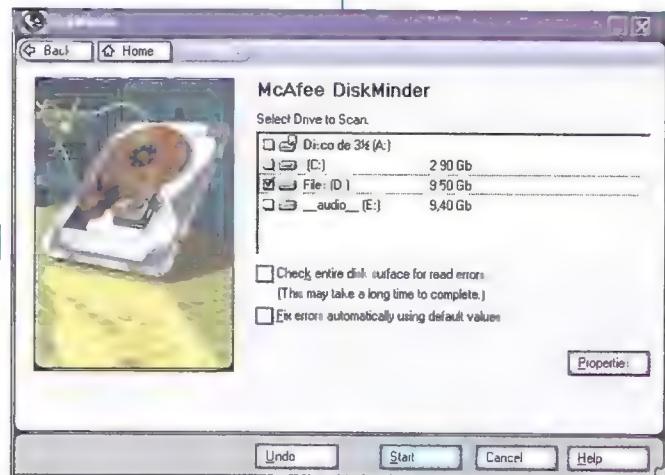 Back Home
McAfee DiskMinder
Select Drive to Scan.
Disco de 3½ (A:)
(C:) 2.90 Gb
Files (D:) 9.50 Gb
__audio__ (E:) 9,40 Gb
Check entire disk surface for read errors
(This may take a long time to complete.)
Fix errors automatically using default values
Properties
Undo Start Cancel Help